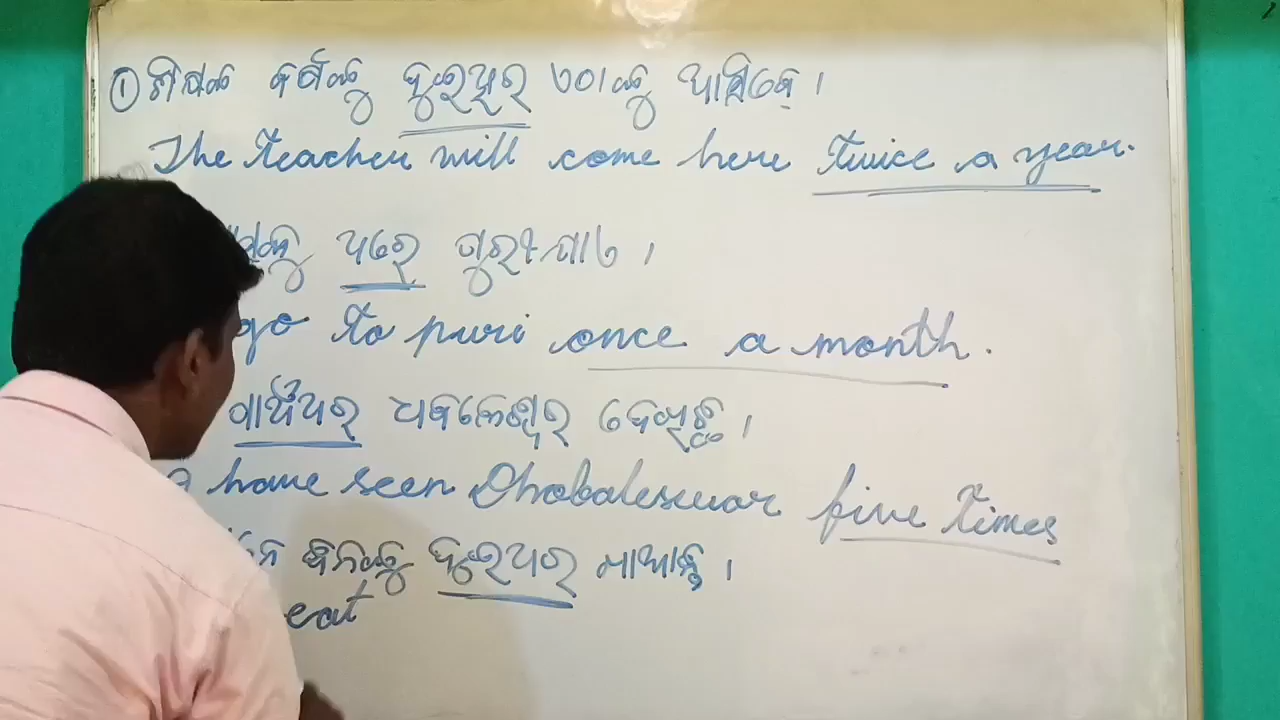 ① ଶିକ୍ଷକ ବର୍ଷକୁ ଦୁଇଥର ଏଠାକୁ ଆସିବେ ।
The teacher will come here twice a year.
ଥରେ ପୁରୀ ଯାଏ ।
go to puri once a month.
ପାଞ୍ଚଥର ଧବଳେଶ୍ୱର ଦେଖିଛି ।
have seen Dhabaleswar five times
ଦିନକୁ ଦୁଇଥର ଖାଆନ୍ତି ।
eat